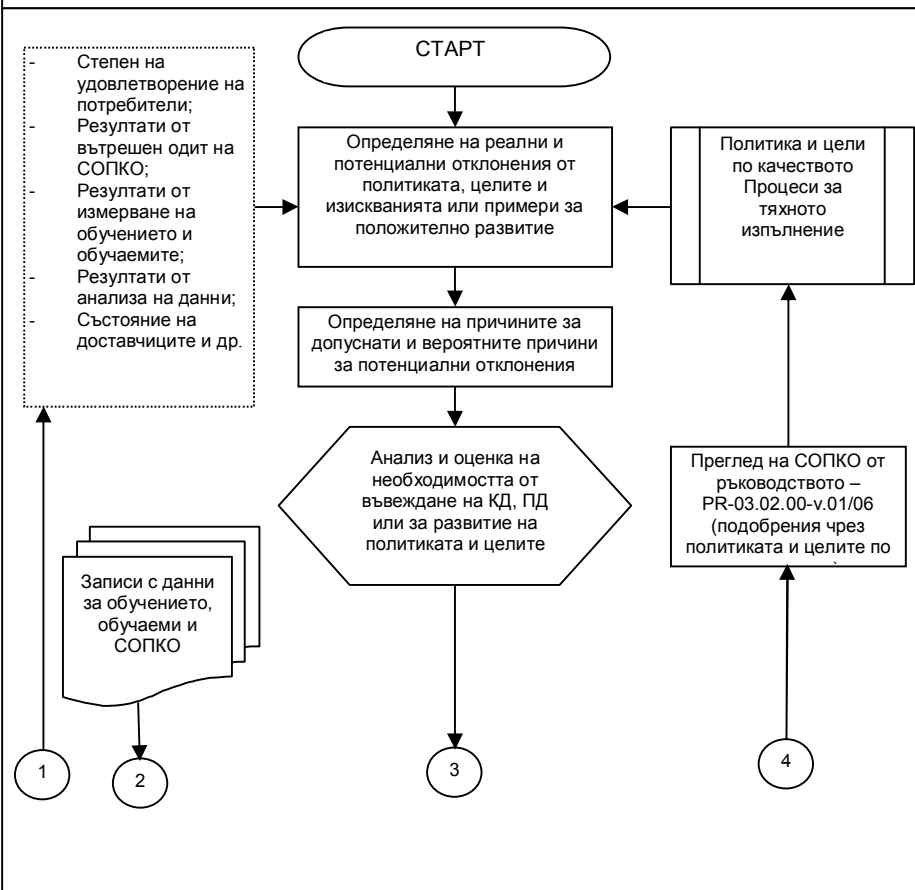 СТАРТ
- Степен на
удовлетворение на
потребители;
- Резултати от
вътрешен одит на
СОПКО;
- Резултати от
измерване на
обучението и
обучаемите;
- Резултати от
анализа на данни;
- Състояние на
доставчиците и др.
Определяне на реални и
потенциални отклонения от
политиката, целите и
изискванията или примери за
положително развитие
Политика и цели
по качеството
Процеси за
тяхното
изпълнение
Определяне на причините за
допуснати и вероятните причини
за потенциални отклонения
Анализ и оценка на
необходимостта от
въвеждане на КД, ПД
или за развитие на
политиката и целите
Преглед на СОПКО от
ръководството –
PR-03.02.00-v.01/06
(подобрения чрез
политиката и целите по
Записи с данни
за обучението,
обучаеми и
СОПКО
1
2
3
4